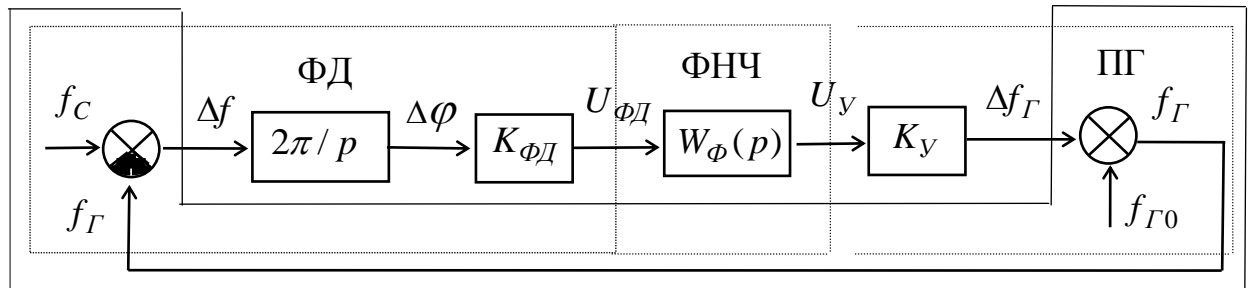 ФД ФНЧ ПГ
f_C Δf Δφ U_ФД U_У Δf_Г f_Г
2π / p K_ФД W_Ф(p) K_У
f_Г f_Г0